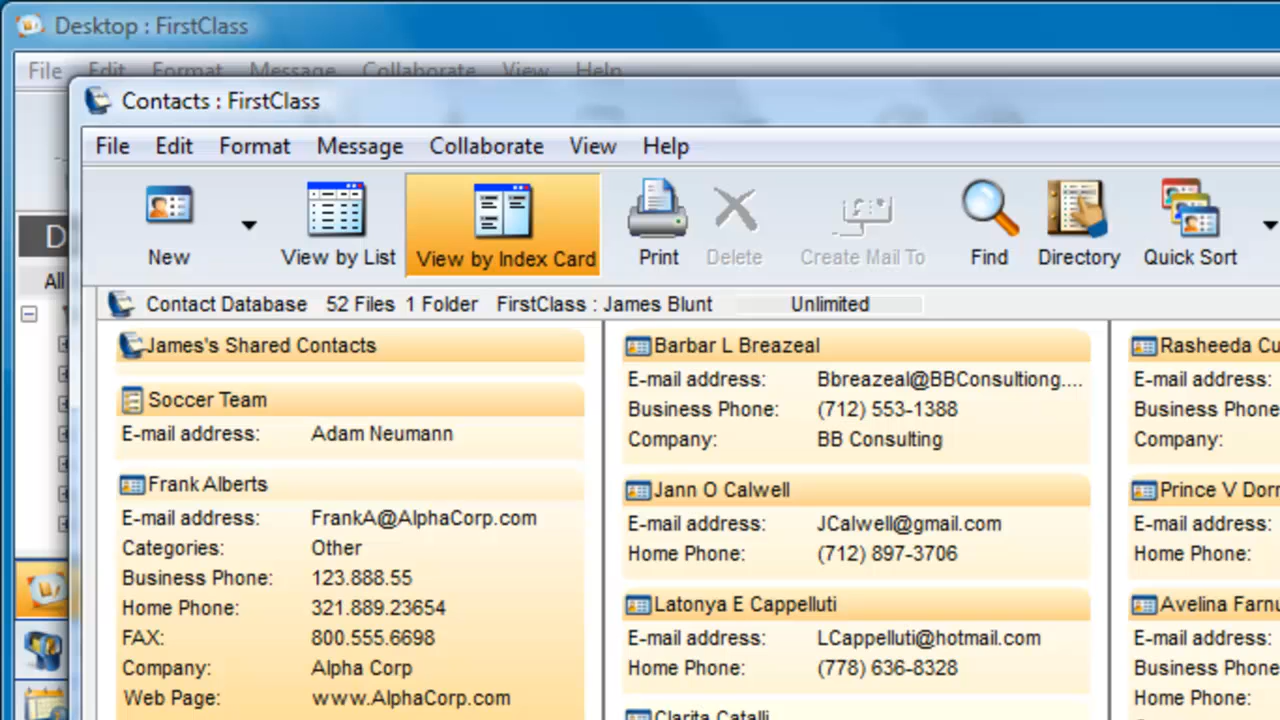 Desktop : FirstClass
File Edit Format Message Collaborate View Help
Contacts : FirstClass
File Edit Format Message Collaborate View Help
New View by List View by Index Card Print Delete Create Mail To Find Directory Quick Sort
D
All
Contact Database 52 Files 1 Folder FirstClass : James Blunt Unlimited
James's Shared Contacts
Soccer Team
E-mail address: Adam Neumann
Frank Alberts
E-mail address: FrankA@AlphaCorp.com
Categories: Other
Business Phone: 123.888.55
Home Phone: 321.889.23654
FAX: 800.555.6698
Company: Alpha Corp
Web Page: www.AlphaCorp.com
Barbar L Breazeal
E-mail address: Bbreazeal@BBConsultiong....
Business Phone: (712) 553-1388
Company: BB Consulting
Jann O Calwell
E-mail address: JCalwell@gmail.com
Home Phone: (712) 897-3706
Latonya E Cappelluti
E-mail address: LCappelluti@hotmail.com
Home Phone: (778) 636-8328
Clarita Catalli
Rasheeda Cu
E-mail address:
Business Phone
Company:
Prince V Dorr
E-mail address:
Home Phone:
Avelina Farnu
E-mail address:
Business Phone
Home Phone: